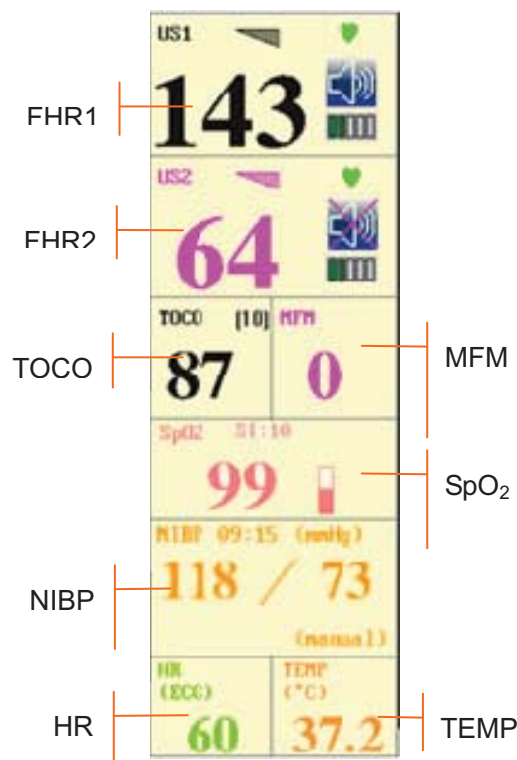 US1
FHR1
143
US2
FHR2
64
TOCO [10] MFM
TOCO
87 0
MFM
SpO2 SI:10
99
SpO₂
NIBP 09:15 (mmHg)
NIBP
118 / 73
(manual)
HR TEMP
(ECG) (°C)
HR
60 37.2
TEMP